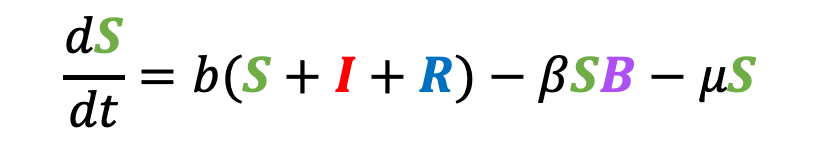 dS/dt = b(S + I + R) − βSB − μS